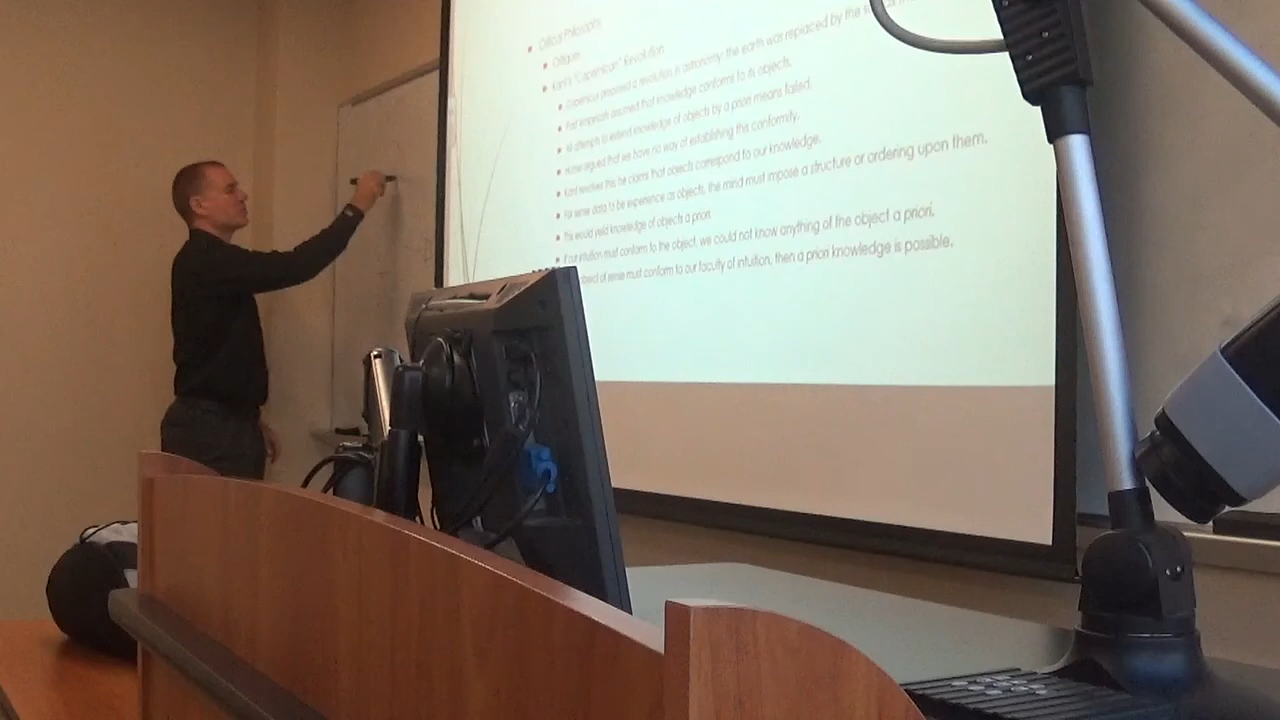 Critical Philosophy
Critique
Kant's "Copernican" Revolution
Copernicus proposed a revolution in astronomy: the earth was replaced by the
Past empiricists assumed that knowledge conforms to its objects.
All attempts to extend knowledge of objects by a priori means failed.
Hume argued that we have no way of establishing this conformity.
Kant resolves this: he claims that objects correspond to our knowledge.
For sense data to be experience as objects, the mind must impose a structure or ordering upon them.
This would yield knowledge of objects a priori.
If our intuition must conform to the object, we could not know anything of the object a priori.
object of sense must conform to our faculty of intuition, then a priori knowledge is possible.